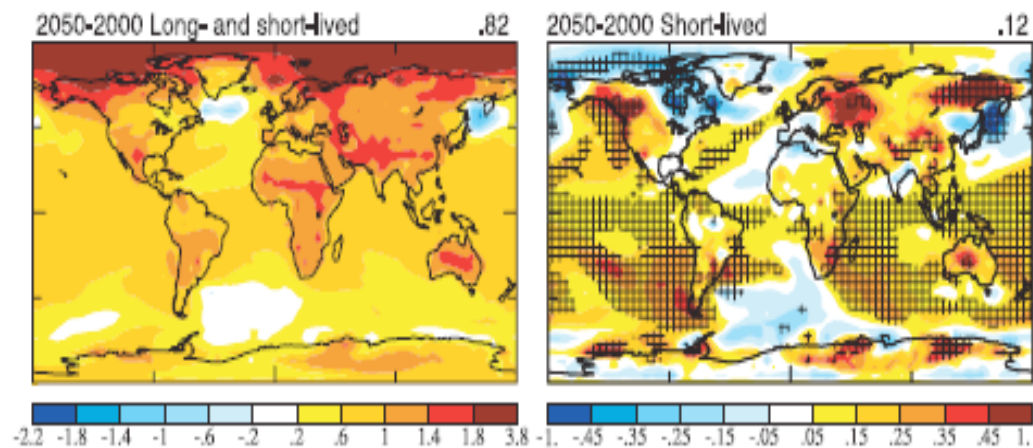 2050-2000 Long- and short-lived .82
2050-2000 Short-lived .12
-2.2 -1.8 -1.4 -1 -.6 -.2 .2 .6 1 1.4 1.8 3.8
-1. -.45 -.35 -.25 -.15 -.05 .05 .15 .25 .35 .45 1.